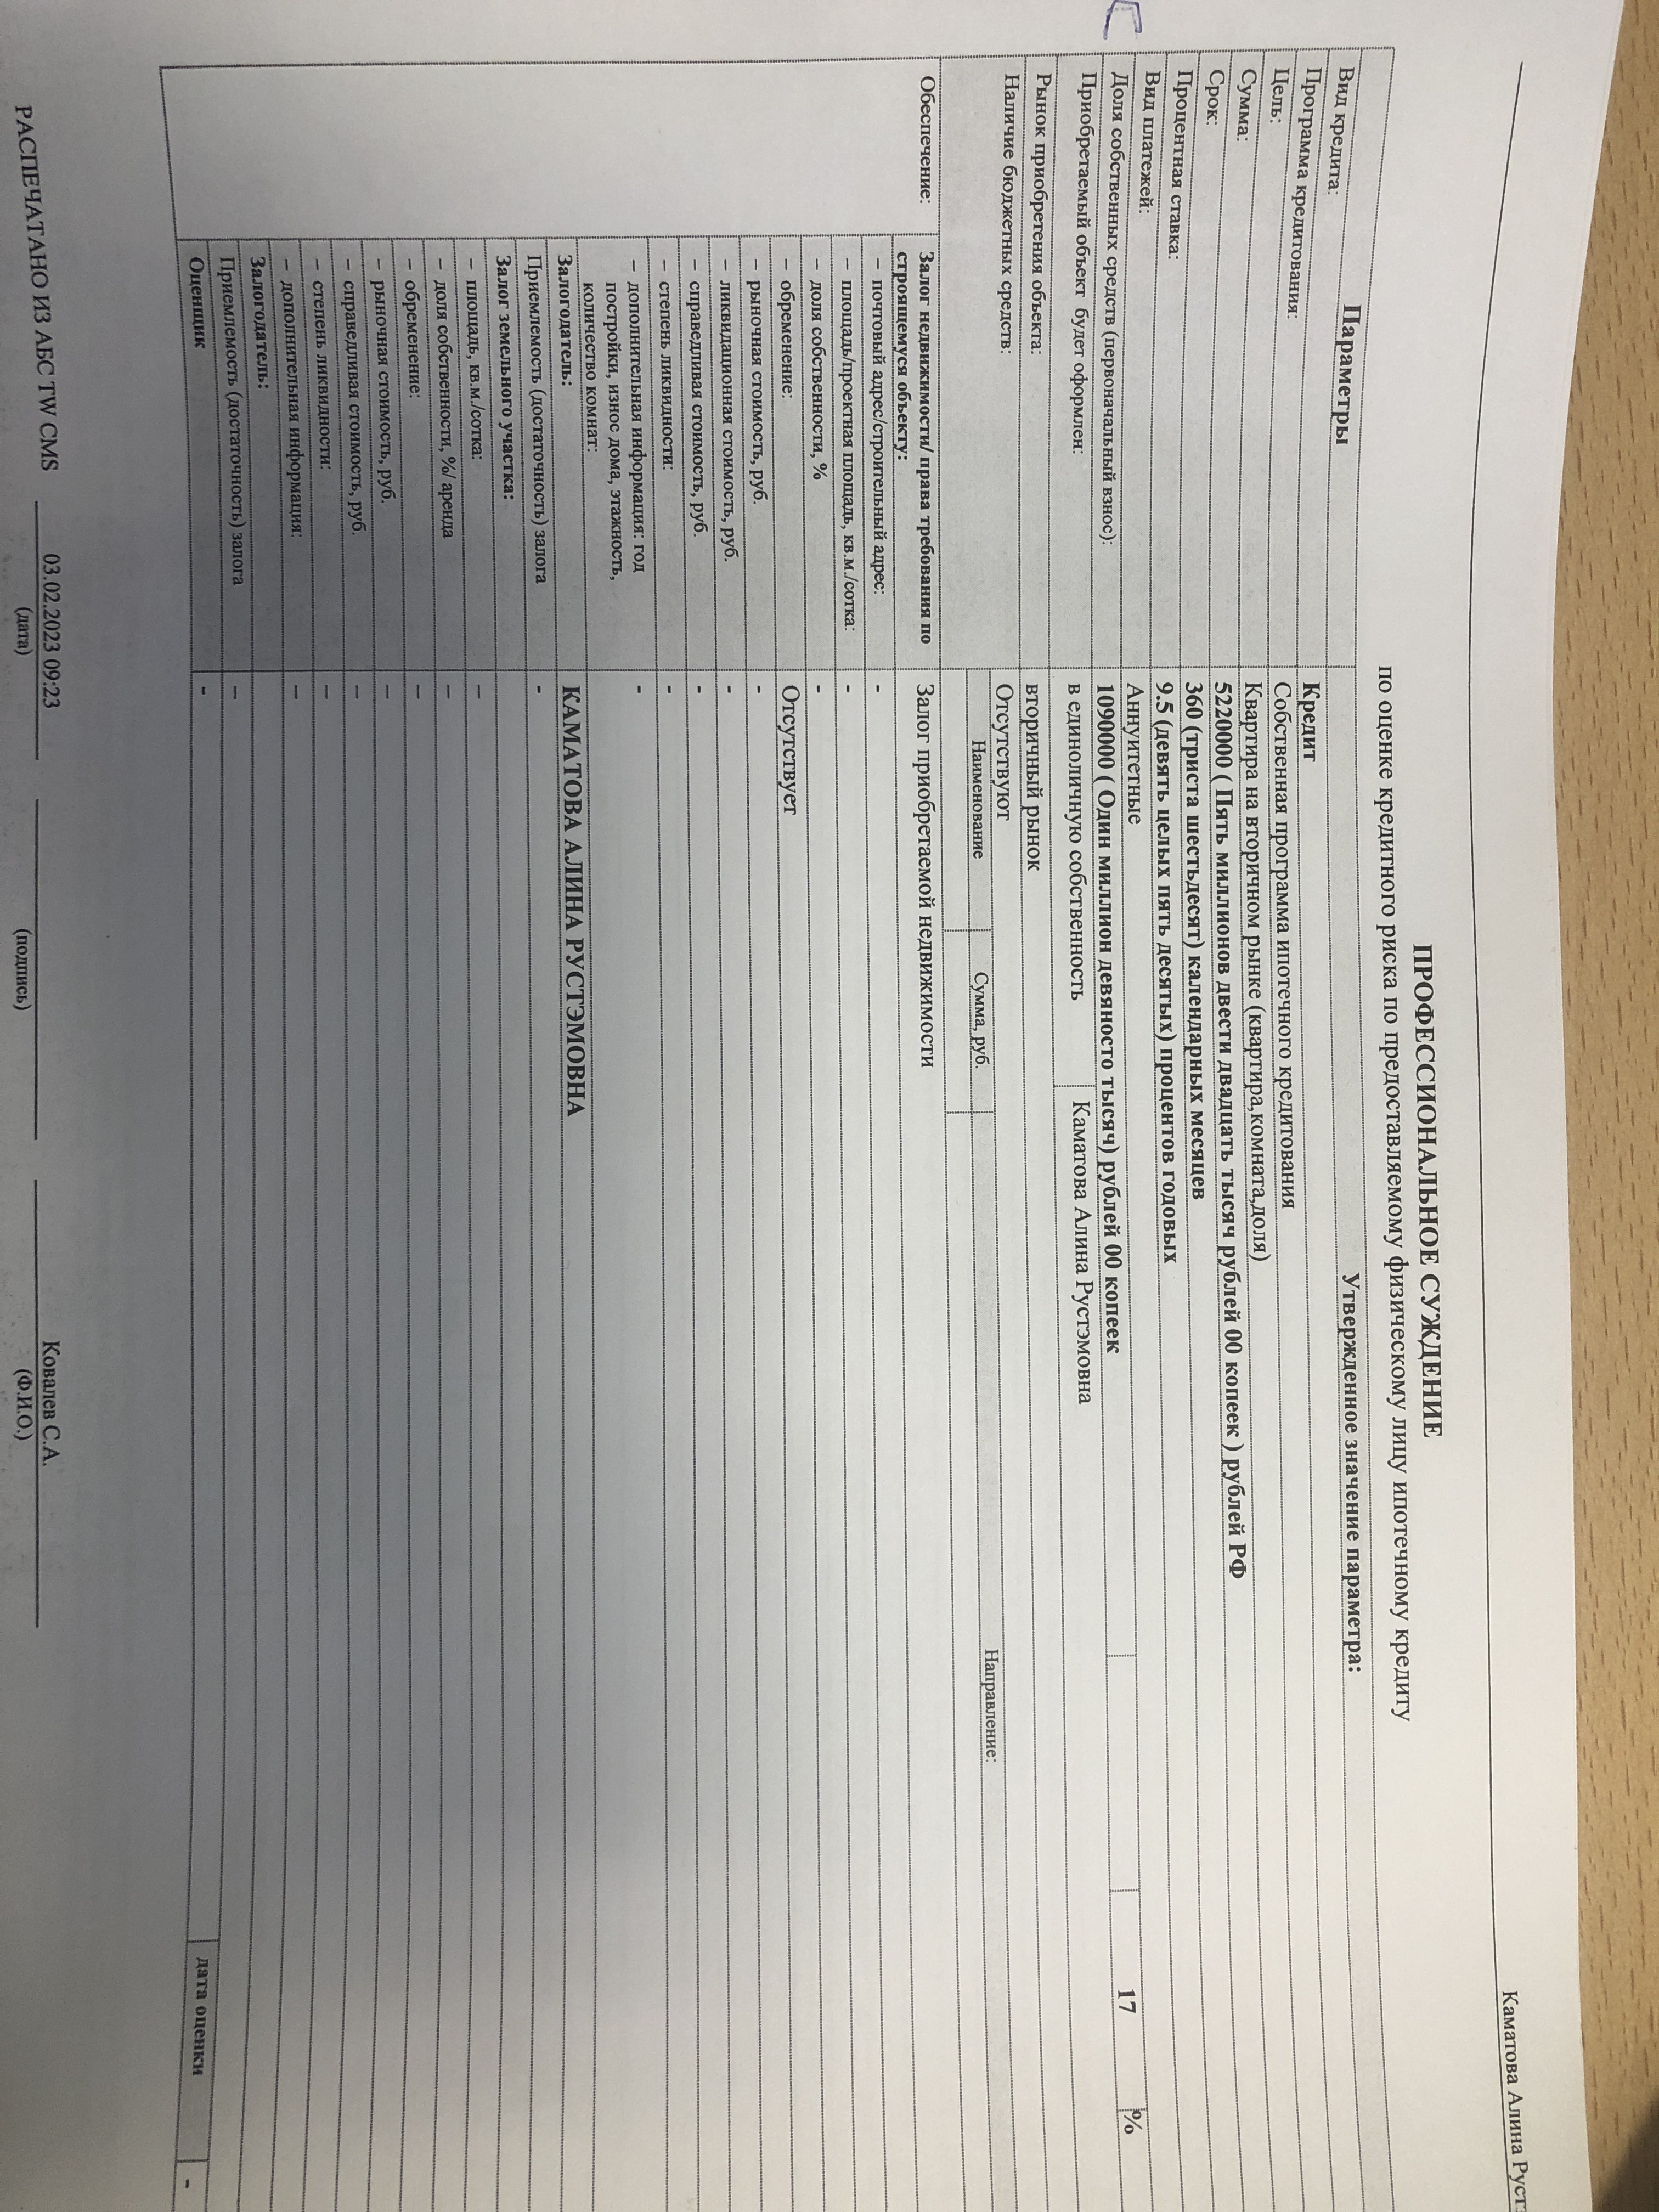 Каматова Алина Руст
ПРОФЕССИОНАЛЬНОЕ СУЖДЕНИЕ
по оценке кредитного риска по предоставляемому физическому лицу ипотечному кредиту
Параметры Утвержденное значение параметра:
Вид кредита: Кредит
Программа кредитования: Собственная программа ипотечного кредитования
Цель: Квартира на вторичном рынке (квартира,комната,доля)
Сумма: 5220000 ( Пять миллионов двести двадцать тысяч рублей 00 копеек ) рублей РФ
Срок: 360 (триста шестьдесят) календарных месяцев
Процентная ставка: 9.5 (девять целых пять десятых) процентов годовых
Вид платежей: Аннуитетные
Доля собственных средств (первоначальный взнос): 1090000 ( Один миллион девяносто тысяч) рублей 00 копеек 17 %
Приобретаемый объект будет оформлен: в единоличную собственность Каматова Алина Рустэмовна
Рынок приобретения объекта: вторичный рынок
Наличие бюджетных средств: Отсутствуют
Наименование Сумма, руб. Направление:
Обеспечение: Залог недвижимости/ права требования по Залог приобретаемой недвижимости
строящемуся объекту:
– почтовый адрес/строительный адрес: -
– площадь/проектная площадь, кв.м./сотка: -
– доля собственности, % -
– обременение: Отсутствует
– рыночная стоимость, руб. -
– ликвидационная стоимость, руб. -
– справедливая стоимость, руб. -
– степень ликвидности: -
– дополнительная информация: год -
постройки, износ дома, этажность,
количество комнат:
Залогодатель: КАМАТОВА АЛИНА РУСТЭМОВНА
Приемлемость (достаточность) залога -
Залог земельного участка:
– площадь, кв.м./сотка: –
– доля собственности, %/ аренда –
– обременение: –
– рыночная стоимость, руб. –
– справедливая стоимость, руб. –
– степень ликвидности: –
– дополнительная информация: –
Залогодатель:
Приемлемость (достаточность) залога –
Оценщик - дата оценки -
РАСПЕЧАТАНО ИЗ АБС TW CMS 03.02.2023 09:23 Ковалев С.А.
(дата) (подпись) (Ф.И.О.)